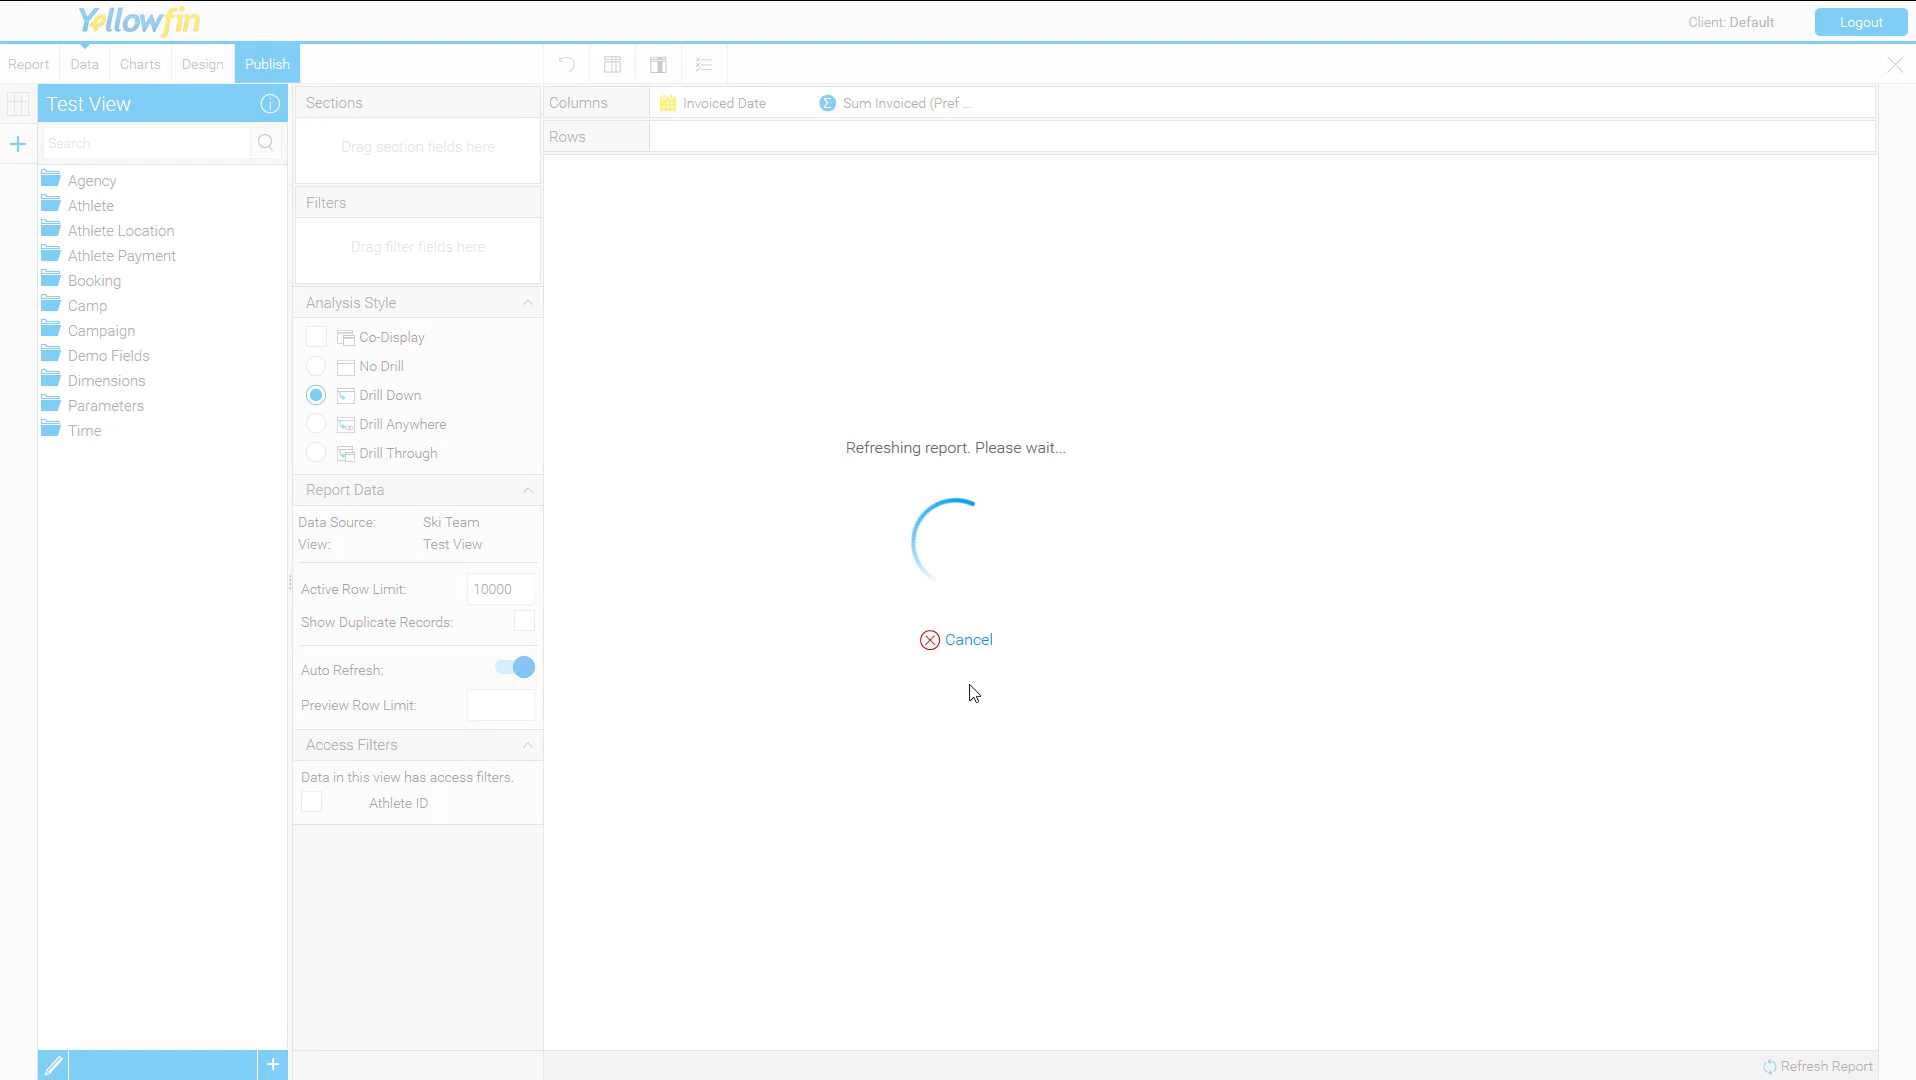 Yellowfin
Client: Default
Logout
Report
Data
Charts
Design
Publish
Test View
Search
Agency
Athlete
Athlete Location
Athlete Payment
Booking
Camp
Campaign
Demo Fields
Dimensions
Parameters
Time
Sections
Drag section fields here
Filters
Drag filter fields here
Analysis Style
Co-Display
No Drill
Drill Down
Drill Anywhere
Drill Through
Report Data
Data Source: Ski Team
View: Test View
Active Row Limit: 10000
Show Duplicate Records:
Auto Refresh:
Preview Row Limit:
Access Filters
Data in this view has access filters.
Athlete ID
Columns
Invoiced Date
Sum Invoiced (Pref ...
Rows
Refreshing report. Please wait...
Cancel
Refresh Report